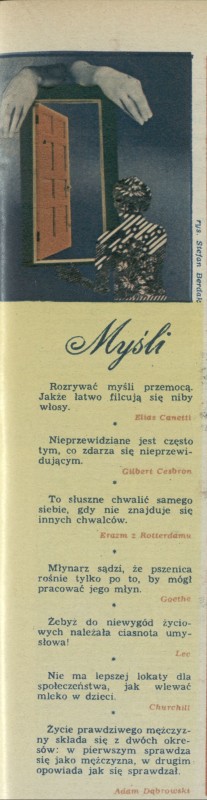 rys. Stefan Berdak
Myśli
Rozrywać myśli przemocą.
Jakże łatwo filcują się niby
włosy.
Elias Canetti
Nieprzewidziane jest często
tym, co zdarza się nieprzewi-
dującym.
Gilbert Cesbron
To słuszne chwalić samego
siebie, gdy nie znajduje się
innych chwalców.
Erazm z Rotterdamu
Młynarz sądzi, że pszenica
rośnie tylko po to, by mógł
pracować jego młyn.
Goethe
Żebyż do niewygód życio-
wych należała ciasnota umy-
słowa!
Lec
Nie ma lepszej lokaty dla
społeczeństwa, jak wlewać
mleko w dzieci.
Churchill
Życie prawdziwego mężczyz-
ny składa się z dwóch okre-
sów: w pierwszym sprawdza
się jako mężczyzna, w drugim
opowiada jak się sprawdzał.
Adam Dąbrowski